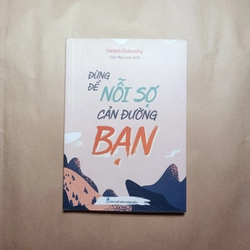 Helen Odessky
ĐỪNG
ĐỂ NỖI SỢ
CẢN ĐƯỜNG
BẠN